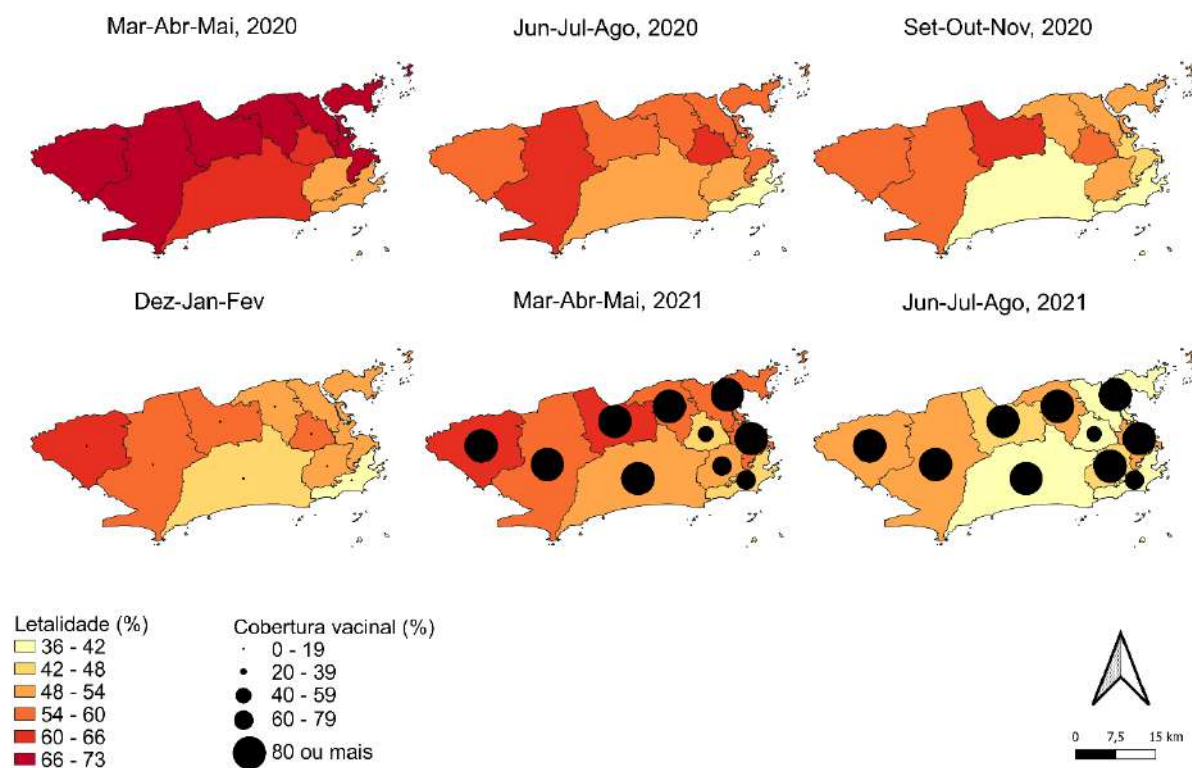 Mar-Abr-Mai, 2020
Jun-Jul-Ago, 2020
Set-Out-Nov, 2020
Dez-Jan-Fev
Mar-Abr-Mai, 2021
Jun-Jul-Ago, 2021
Letalidade (%)
36 - 42
42 - 48
48 - 54
54 - 60
60 - 66
66 - 73
Cobertura vacinal (%)
0 - 19
20 - 39
40 - 59
60 - 79
80 ou mais
0 7,5 15 km